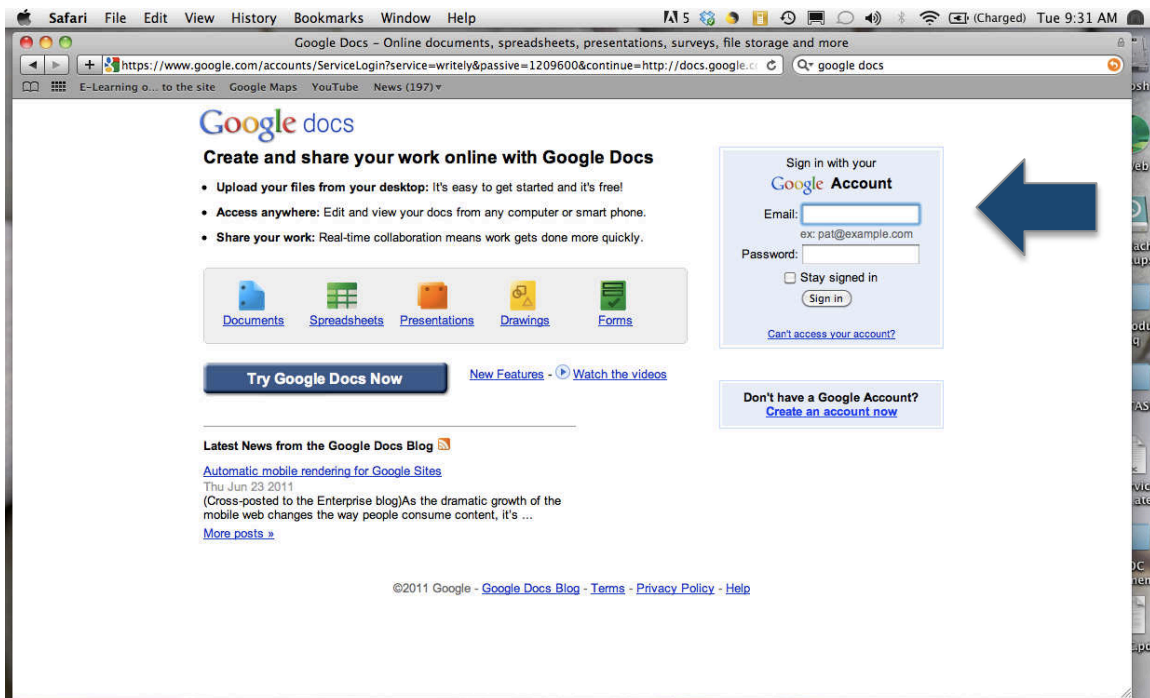 Safari File Edit View History Bookmarks Window Help 5 (Charged) Tue 9:31 AM
Google Docs – Online documents, spreadsheets, presentations, surveys, file storage and more
https://www.google.com/accounts/ServiceLogin?service=writely&passive=1209600&continue=http://docs.google.c google docs
E-Learning o... to the site Google Maps YouTube News (197)
Google docs
Create and share your work online with Google Docs
• Upload your files from your desktop: It's easy to get started and it's free!
• Access anywhere: Edit and view your docs from any computer or smart phone.
• Share your work: Real-time collaboration means work gets done more quickly.
Documents Spreadsheets Presentations Drawings Forms
Try Google Docs Now
New Features - Watch the videos
Latest News from the Google Docs Blog
Automatic mobile rendering for Google Sites
Thu Jun 23 2011
(Cross-posted to the Enterprise blog)As the dramatic growth of the
mobile web changes the way people consume content, it's ...
More posts »
Sign in with your
Google Account
Email:
ex: pat@example.com
Password:
Stay signed in
Sign in
Can't access your account?
Don't have a Google Account?
Create an account now
©2011 Google - Google Docs Blog - Terms - Privacy Policy - Help